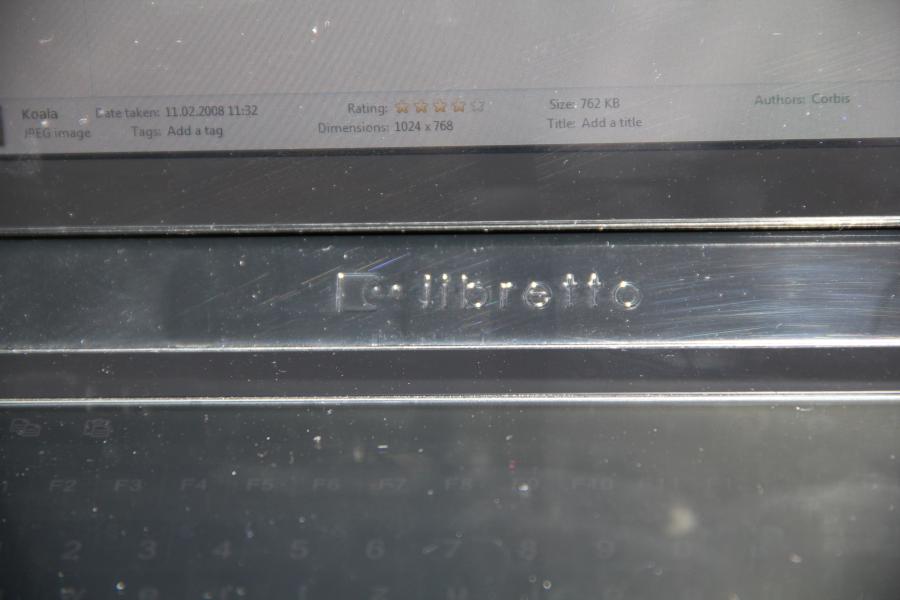 Koala Date taken: 11.02.2008 11:32 Rating: Size: 762 KB Authors: Corbis
JPEG image Tags: Add a tag Dimensions: 1024 x 768 Title: Add a title
libretto
F2 F3 F4 F5 F6 F7 F8 F10
2 3 4 5 6 7 8 9